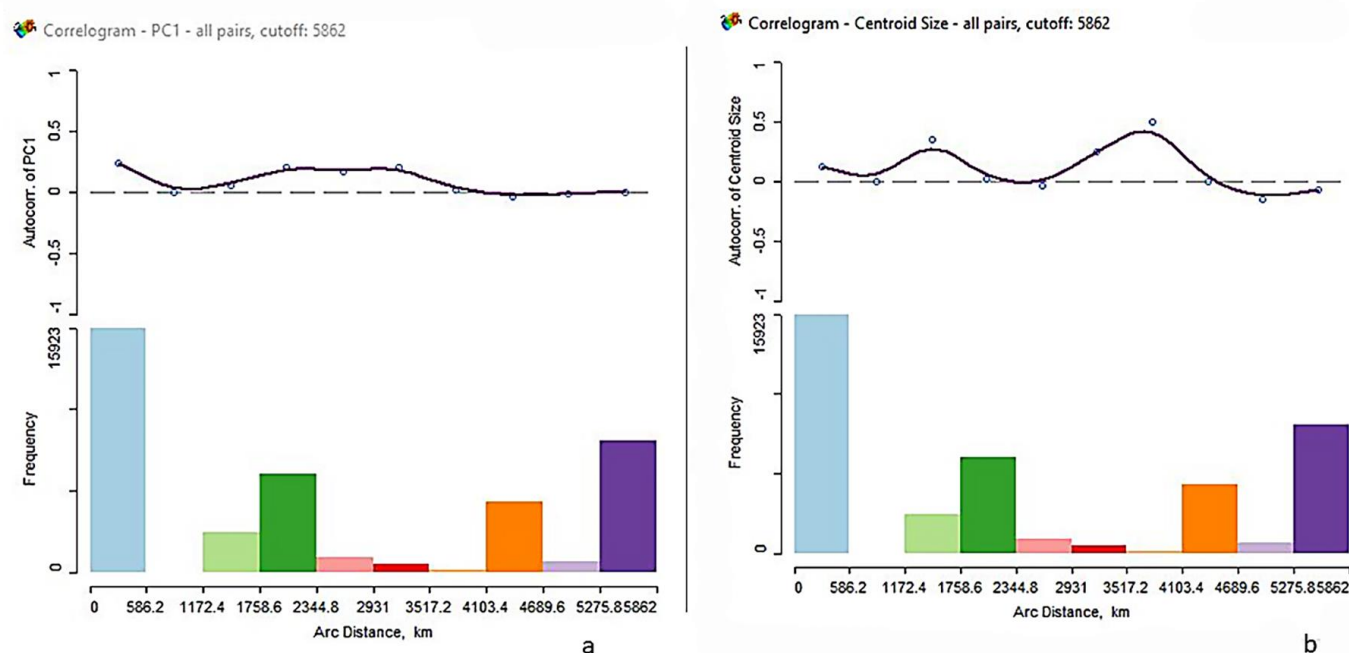 Correlogram - PC1 - all pairs, cutoff: 5862
1
0.5
0
-0.5
-1
Autocorr. of PC1
15923
0
Frequency
0 586.2 1172.4 1758.6 2344.8 2931 3517.2 4103.4 4689.6 5275.85862
Arc Distance, km
a
Correlogram - Centroid Size - all pairs, cutoff: 5862
1
0.5
0
-0.5
-1
Autocorr. of Centroid Size
15923
0
Frequency
0 586.2 1172.4 1758.6 2344.8 2931 3517.2 4103.4 4689.6 5275.85862
Arc Distance, km
b